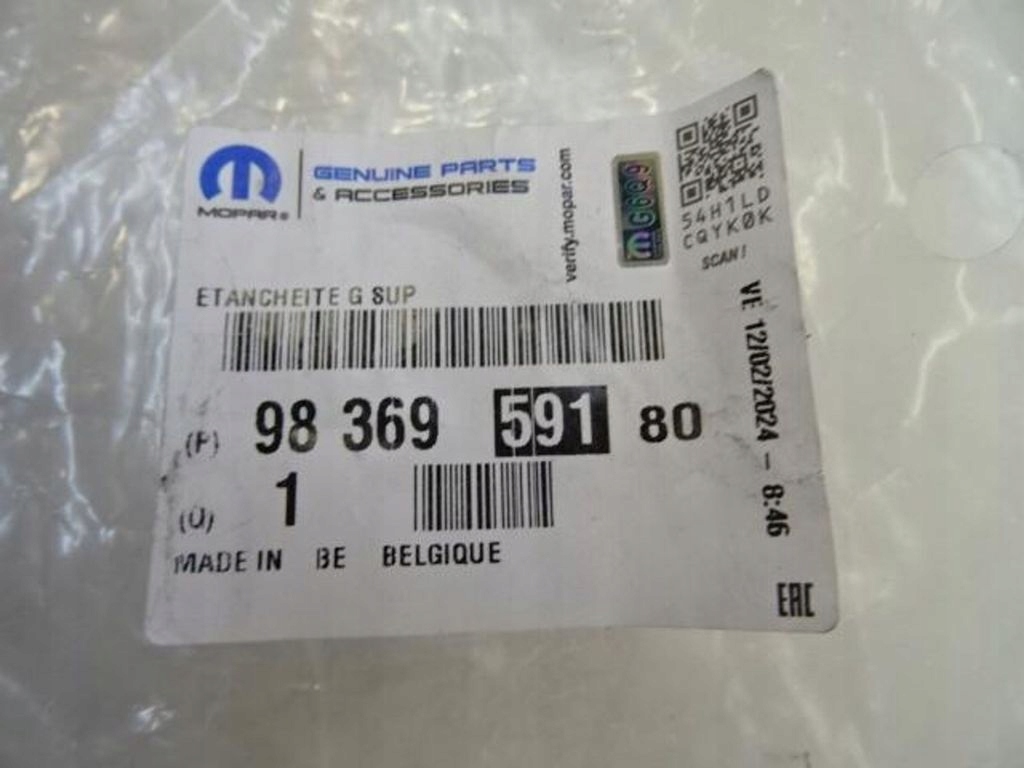 MOPAR®
GENUINE PARTS
& ACCESSORIES
verify.mopar.com
G6Q9
54H1LD
CQYK0K
SCAN!
ETANCHEITE G SUP
(P) 98 369 591 80
(U) 1
MADE IN BE BELGIQUE
VE 12/02/2024 - 8:46
EAC